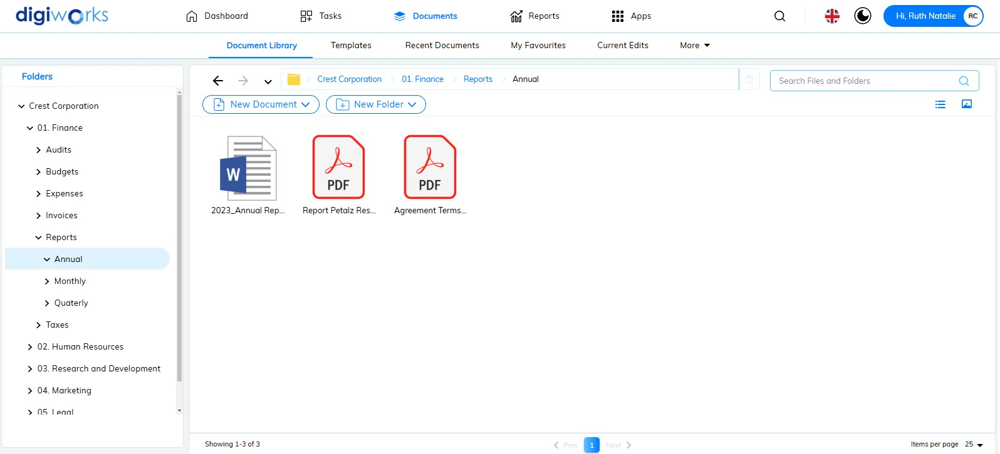 digiworks
Dashboard
Tasks
Documents
Reports
Apps
Hi, Ruth Natalie
RC
Document Library
Templates
Recent Documents
My Favourites
Current Edits
More
Folders
Crest Corporation
01. Finance
Audits
Budgets
Expenses
Invoices
Reports
Annual
Monthly
Quaterly
Taxes
02. Human Resources
03. Research and Development
04. Marketing
05. Legal
Crest Corporation
01. Finance
Reports
Annual
Search Files and Folders
New Document
New Folder
W
PDF
PDF
2023_Annual Rep...
Report Petalz Res...
Agreement Terms...
Showing 1-3 of 3
Prev
1
Next
Items per page
25